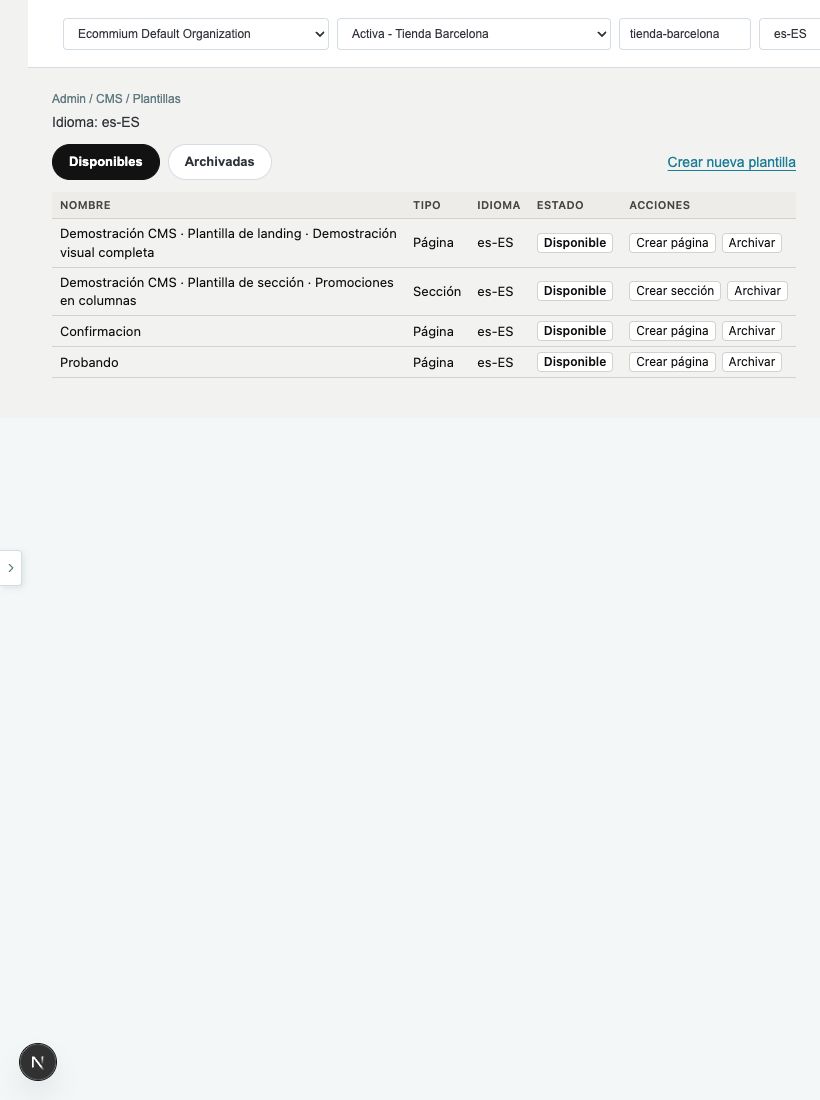 Ecommium Default Organization Activa - Tienda Barcelona tienda-barcelona es-ES
Admin / CMS / Plantillas
Idioma: es-ES
Disponibles Archivadas Crear nueva plantilla
NOMBRE TIPO IDIOMA ESTADO ACCIONES
Demostración CMS · Plantilla de landing · Demostración
visual completa
Página es-ES Disponible Crear página Archivar
Demostración CMS · Plantilla de sección · Promociones
en columnas
Sección es-ES Disponible Crear sección Archivar
Confirmacion Página es-ES Disponible Crear página Archivar
Probando Página es-ES Disponible Crear página Archivar
N